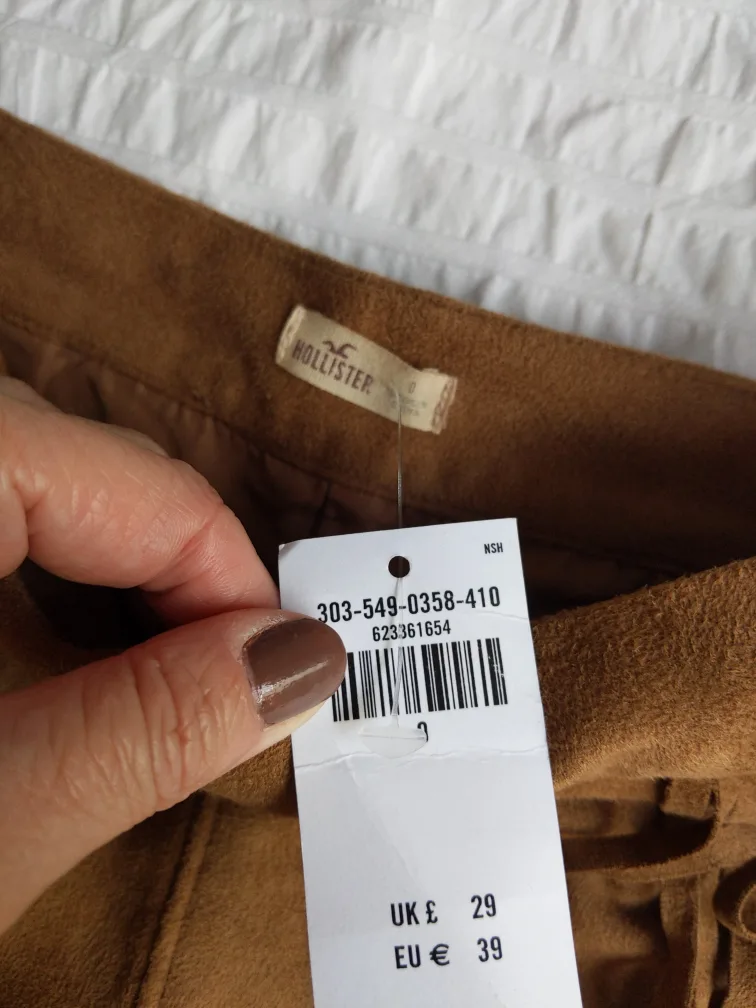 HOLLISTER
0
NSH
303-549-0358-410
623361654
UK £ 29
EU € 39